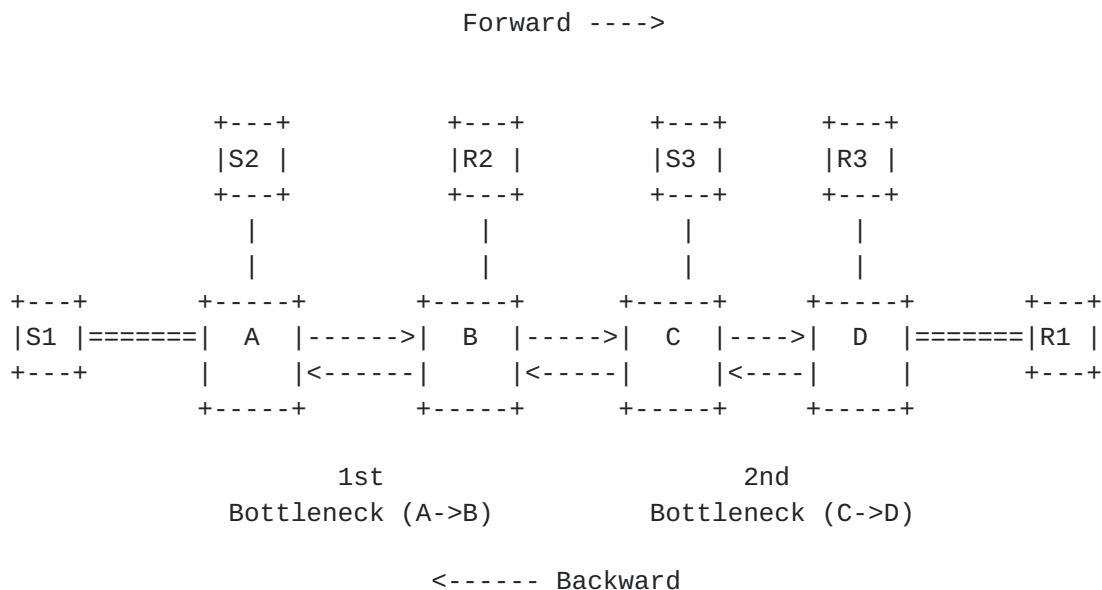 Forward ---->
+---+ +---+ +---+ +---+
|S2 | |R2 | |S3 | |R3 |
+---+ +---+ +---+ +---+
| | | |
| | | |
+---+ +-----+ +-----+ +-----+ +-----+ +---+
|S1 |=======| A |------>| B |----->| C |---->| D |=======|R1 |
+---+ | |<------| |<-----| |<----| | +---+
+-----+ +-----+ +-----+ +-----+
1st 2nd
Bottleneck (A->B) Bottleneck (C->D)
<------ Backward